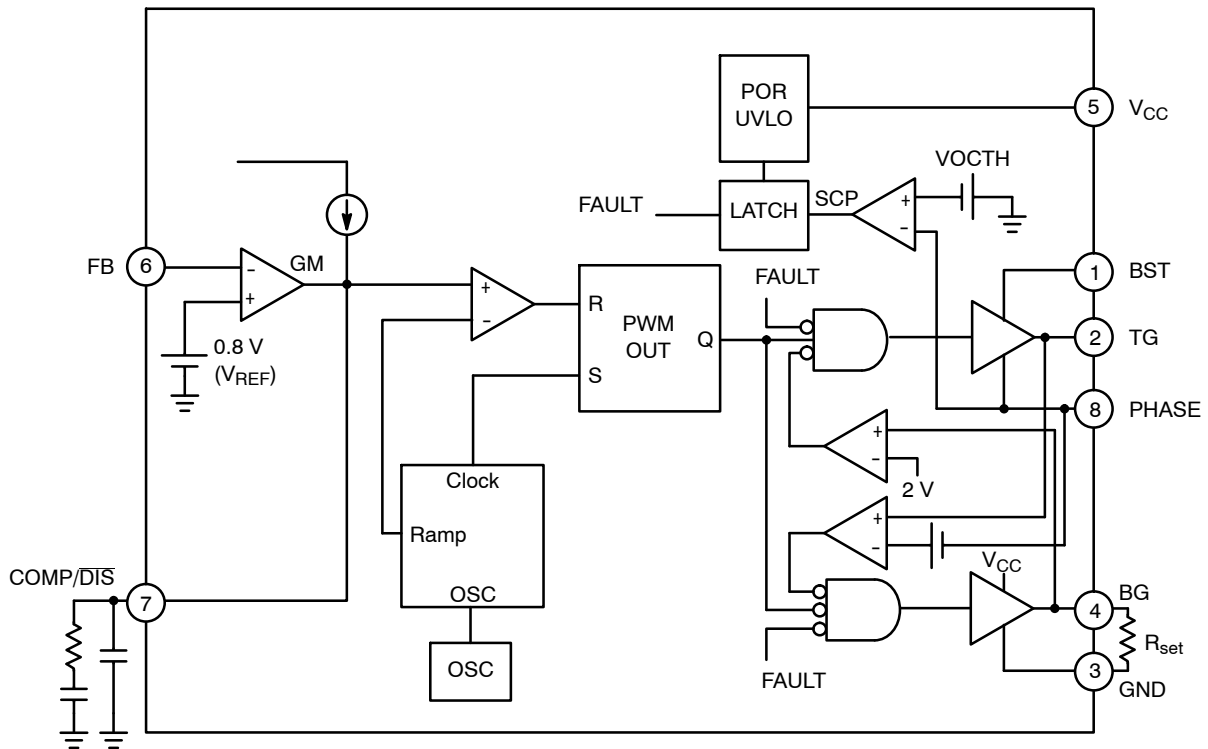 POR
UVLO
5
V_CC
VOCTH
FAULT
LATCH
SCP
+
-
FB
6
-
GM
+
0.8 V
(V_REF)
+
-
R
PWM
OUT
Q
S
FAULT
1
BST
2
TG
8
PHASE
+
-
2 V
Clock
Ramp
OSC
OSC
+
-
V_CC
BG
4
R_set
3
GND
FAULT
COMP/D̅I̅S̅
7